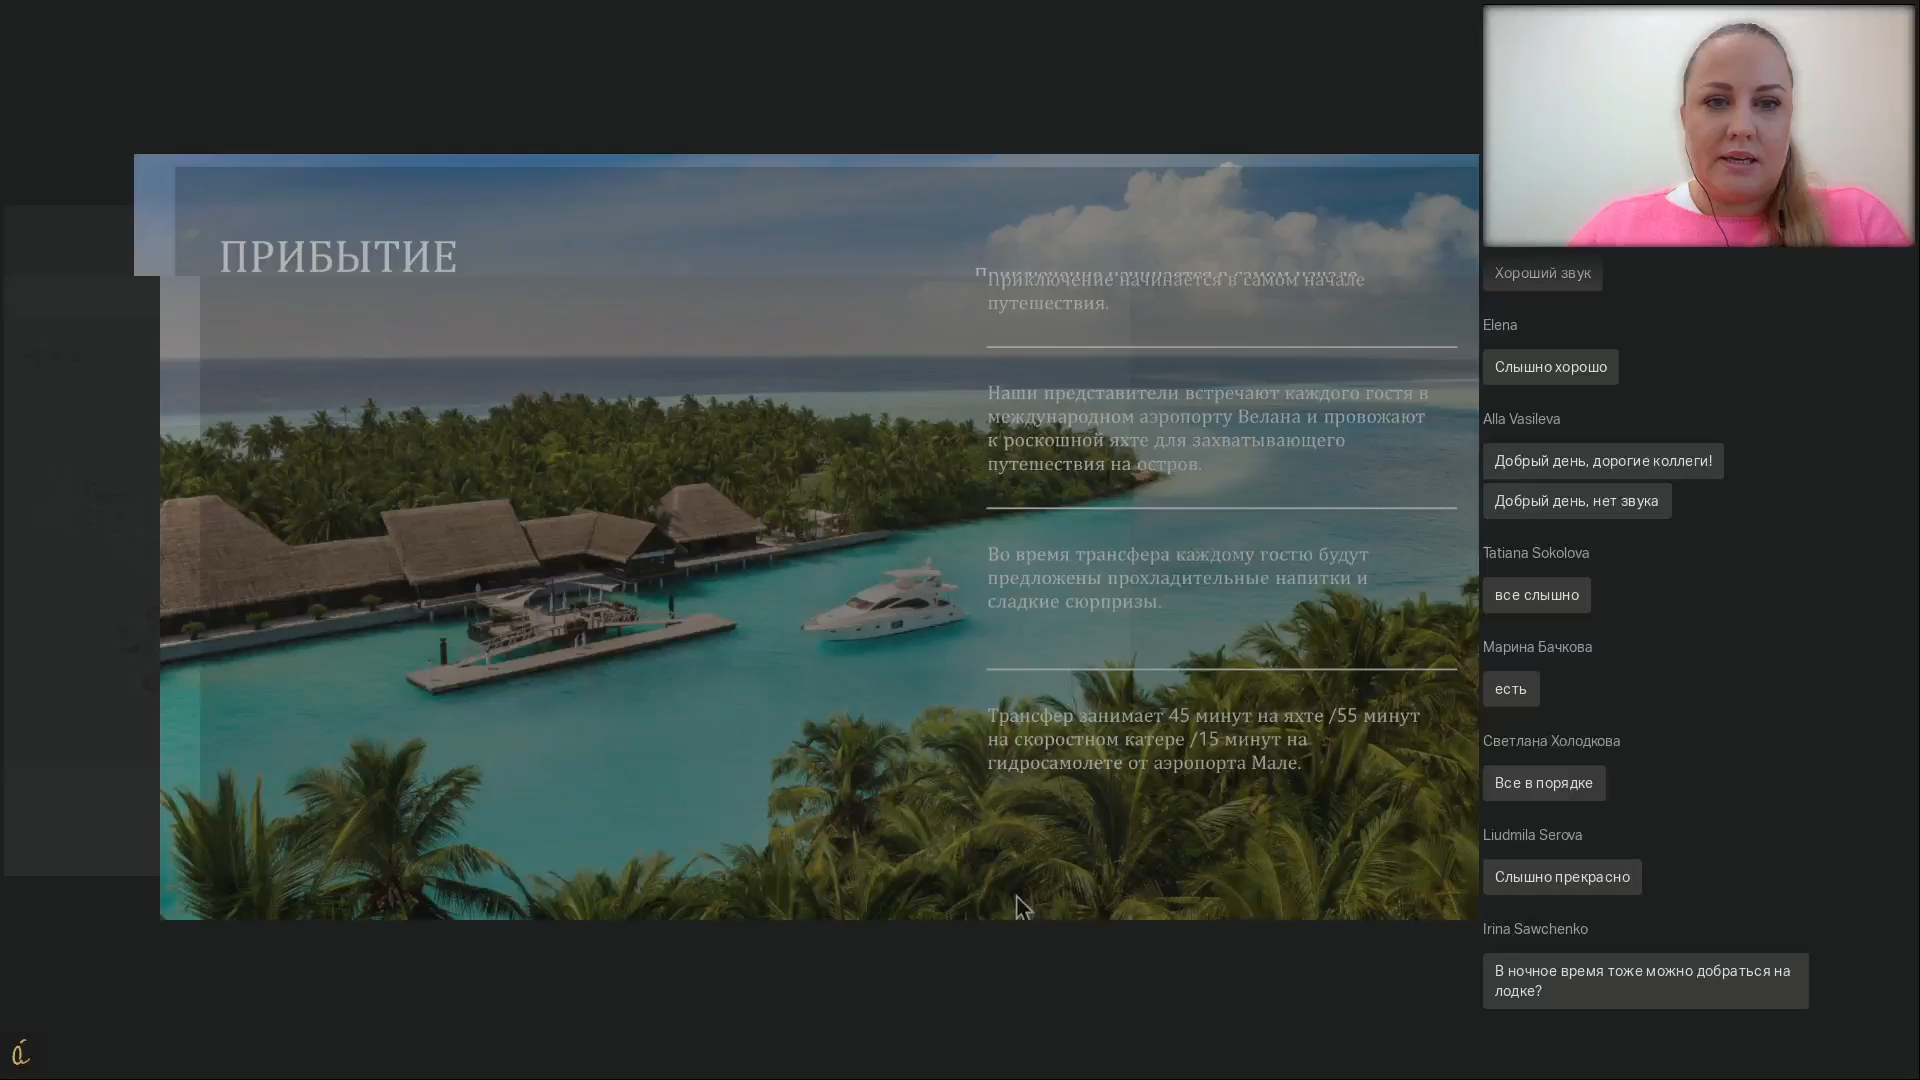 ПРИБЫТИЕ
Приключение начинается в самом начале
путешествия.
Наши представители встречают каждого гостя в
международном аэропорту Велана и провожают
к роскошной яхте для захватывающего
путешествия на остров.
Во время трансфера каждому гостю будут
предложены прохладительные напитки и
сладкие сюрпризы.
Трансфер занимает 45 минут на яхте /55 минут
на скоростном катере /15 минут на
гидросамолете от аэропорта Мале.
Хороший звук
Elena
Слышно хорошо
Alla Vasileva
Добрый день, дорогие коллеги!
Добрый день, нет звука
Tatiana Sokolova
все слышно
Марина Бачкова
есть
Светлана Холодкова
Все в порядке
Liudmila Serova
Слышно прекрасно
Irina Sawchenko
В ночное время тоже можно добраться на
лодке?
á